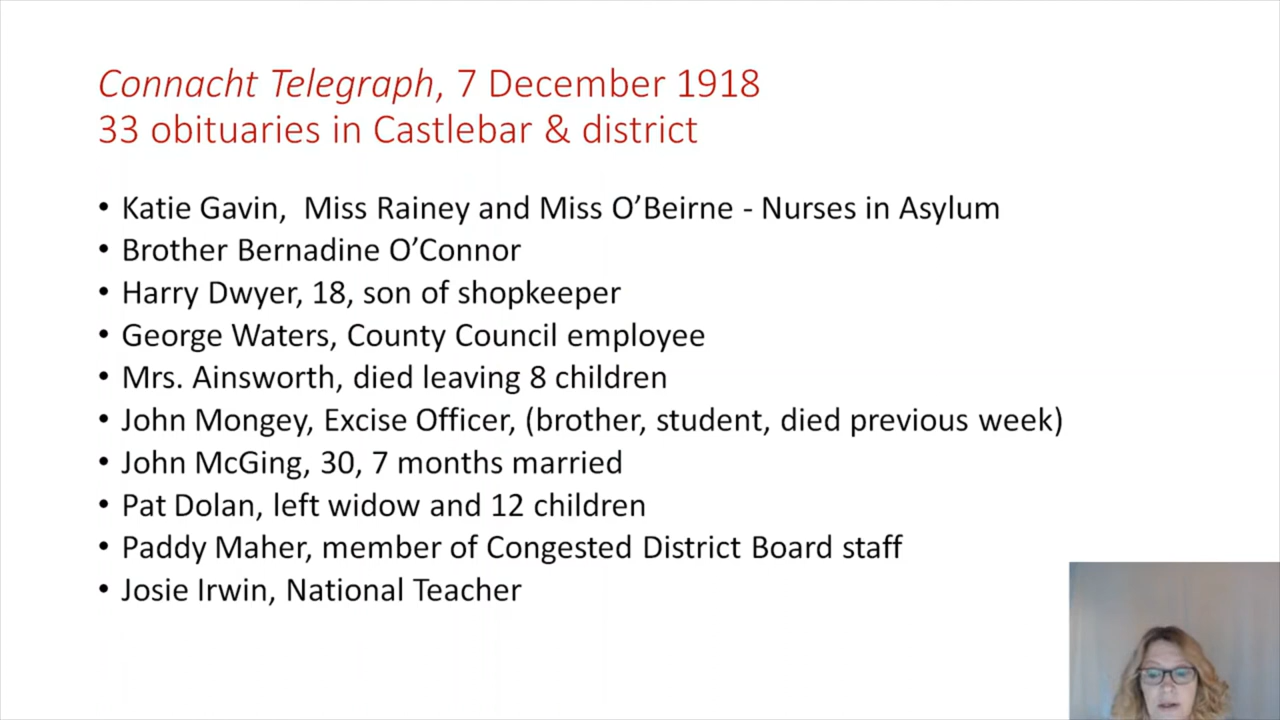 Connacht Telegraph, 7 December 1918
33 obituaries in Castlebar & district
• Katie Gavin, Miss Rainey and Miss O’Beirne - Nurses in Asylum
• Brother Bernadine O’Connor
• Harry Dwyer, 18, son of shopkeeper
• George Waters, County Council employee
• Mrs. Ainsworth, died leaving 8 children
• John Mongey, Excise Officer, (brother, student, died previous week)
• John McGing, 30, 7 months married
• Pat Dolan, left widow and 12 children
• Paddy Maher, member of Congested District Board staff
• Josie Irwin, National Teacher